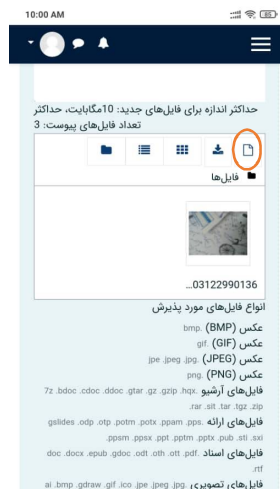 10:00 AM
85
حداکثر اندازه برای فایل‌های جدید: 10مگابایت، حداکثر
تعداد فایل‌های پیوست: 3
فایل‌ها
...03122990136
انواع فایل‌های مورد پذیرش
عکس (BMP) .bmp
عکس (GIF) .gif
عکس (JPEG) .jpe .jpeg .jpg
عکس (PNG) .png
فایل‌های آرشیو .7z .bdoc .cdoc .ddoc .gtar .gz .gzip .hqx
.rar .sit .tar .tgz .zip
فایل‌های ارائه .gslides .odp .otp .potm .potx .ppam .pps
.ppsm .ppsx .ppt .pptm .pptx .pub .sti .sxi
فایل‌های اسناد .doc .docx .epub .gdoc .odt .oth .ott .pdf
.rtf
فایل‌های تصویری .ai .bmp .gdraw .gif .ico .jpe .jpeg .jpg